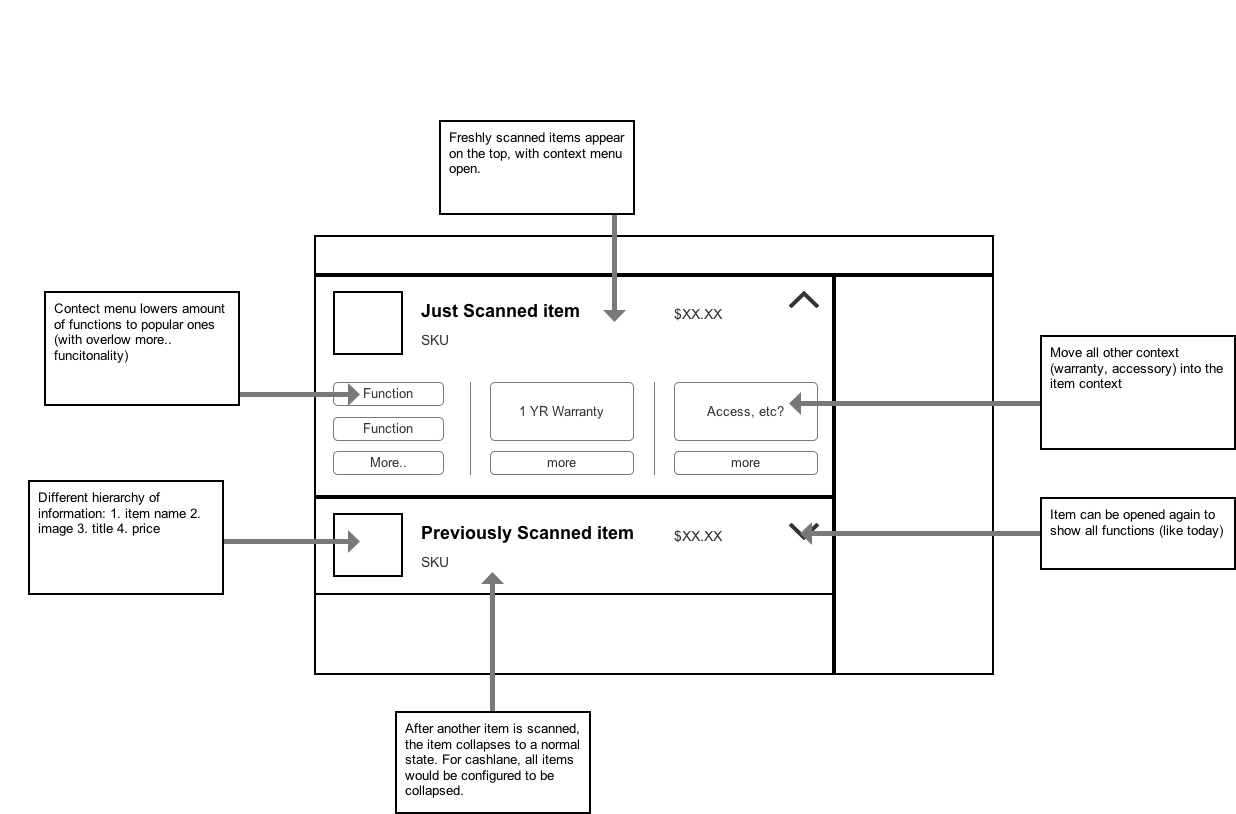 Freshly scanned items appear
on the top, with context menu
open.
Contect menu lowers amount
of functions to popular ones
(with overlow more..
funcitonality)
Just Scanned item
$XX.XX
SKU
Move all other context
(warranty, accessory) into the
item context
Function
1 YR Warranty
Access, etc?
Function
More..
more
more
Different hierarchy of
information: 1. item name 2.
image 3. title 4. price
Previously Scanned item
$XX.XX
SKU
Item can be opened again to
show all functions (like today)
After another item is scanned,
the item collapses to a normal
state. For cashlane, all items
would be configured to be
collapsed.